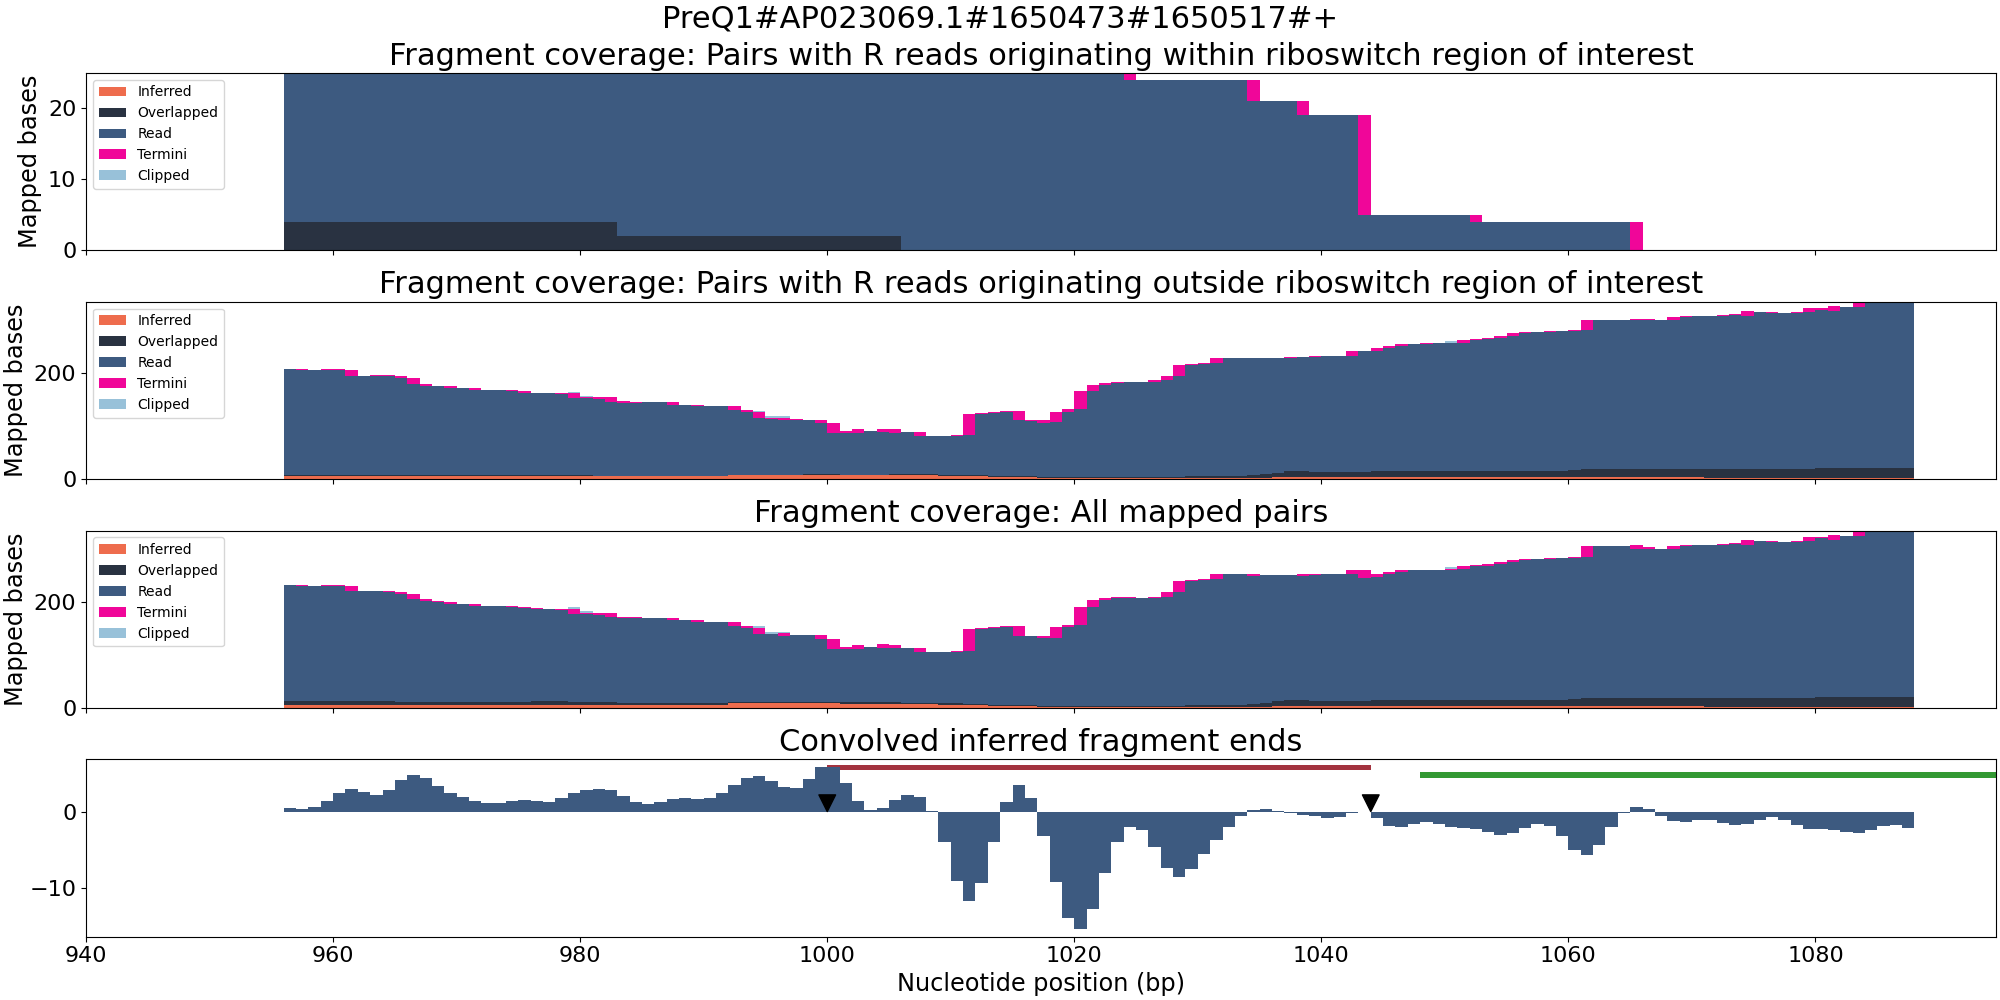 PreQ1#AP023069.1#1650473#1650517#+
Fragment coverage: Pairs with R reads originating within riboswitch region of interest
Mapped bases
20
10
0
Inferred
Overlapped
Read
Termini
Clipped
Fragment coverage: Pairs with R reads originating outside riboswitch region of interest
Mapped bases
200
0
Inferred
Overlapped
Read
Termini
Clipped
Fragment coverage: All mapped pairs
Mapped bases
200
0
Inferred
Overlapped
Read
Termini
Clipped
Convolved inferred fragment ends
0
−10
940 960 980 1000 1020 1040 1060 1080
Nucleotide position (bp)